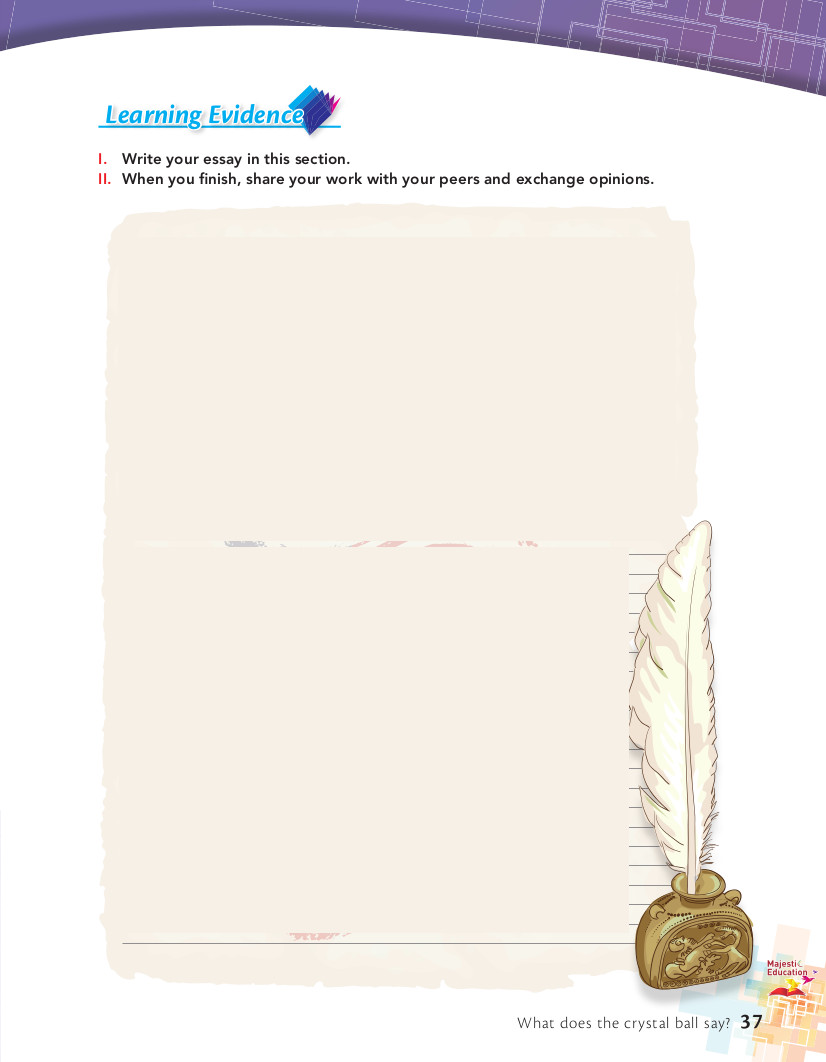 Learning Evidence
I. Write your essay in this section.
II. When you finish, share your work with your peers and exchange opinions.
Majestic
Education
What does the crystal ball say? 37